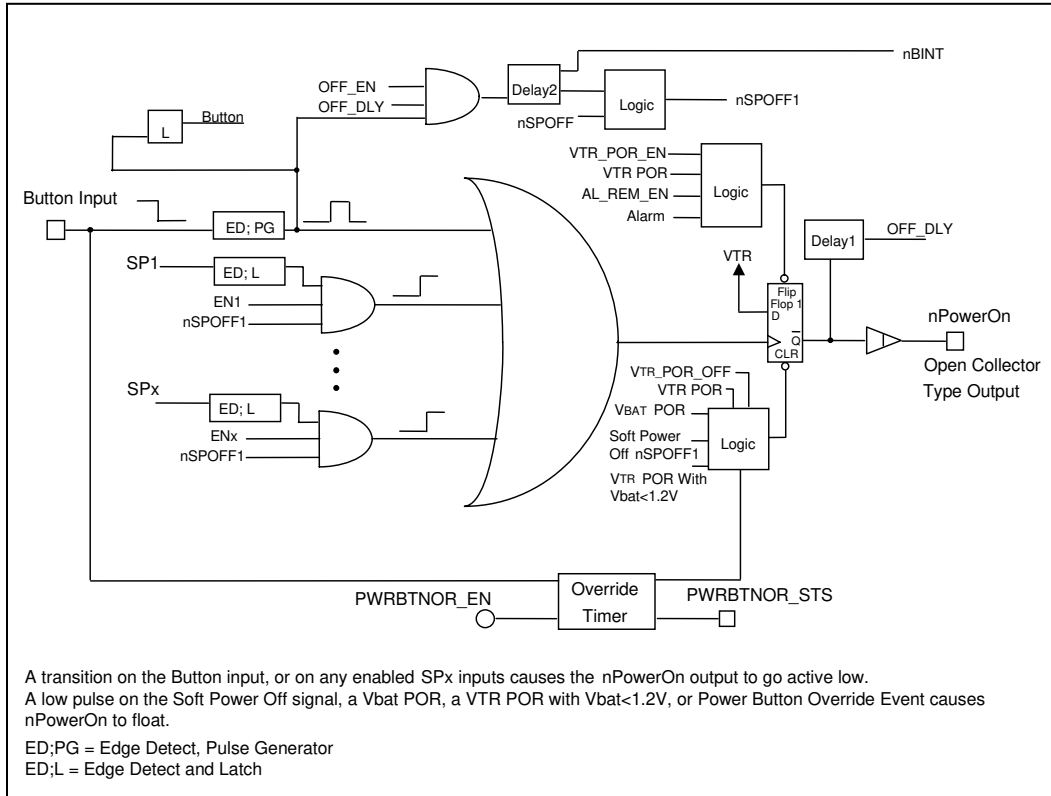 nBINT
OFF_EN
OFF_DLY
Delay2
Logic
nSPOFF1
nSPOFF
Button
L
VTR_POR_EN
VTR POR
AL_REM_EN
Alarm
Logic
Button Input
ED; PG
Delay1
OFF_DLY
SP1
ED; L
EN1
nSPOFF1
VTR
Flip
Flop 1
D
Q
CLR
nPowerOn
Open Collector
Type Output
SPx
ED; L
ENx
nSPOFF1
VTR_POR_OFF
VTR POR
VBAT POR
Soft Power
Off nSPOFF1
VTR POR With
Vbat<1.2V
Logic
PWRBTNOR_EN
Override
Timer
PWRBTNOR_STS
A transition on the Button input, or on any enabled SPx inputs causes the nPowerOn output to go active low.
A low pulse on the Soft Power Off signal, a Vbat POR, a VTR POR with Vbat<1.2V, or Power Button Override Event causes
nPowerOn to float.
ED;PG = Edge Detect, Pulse Generator
ED;L = Edge Detect and Latch